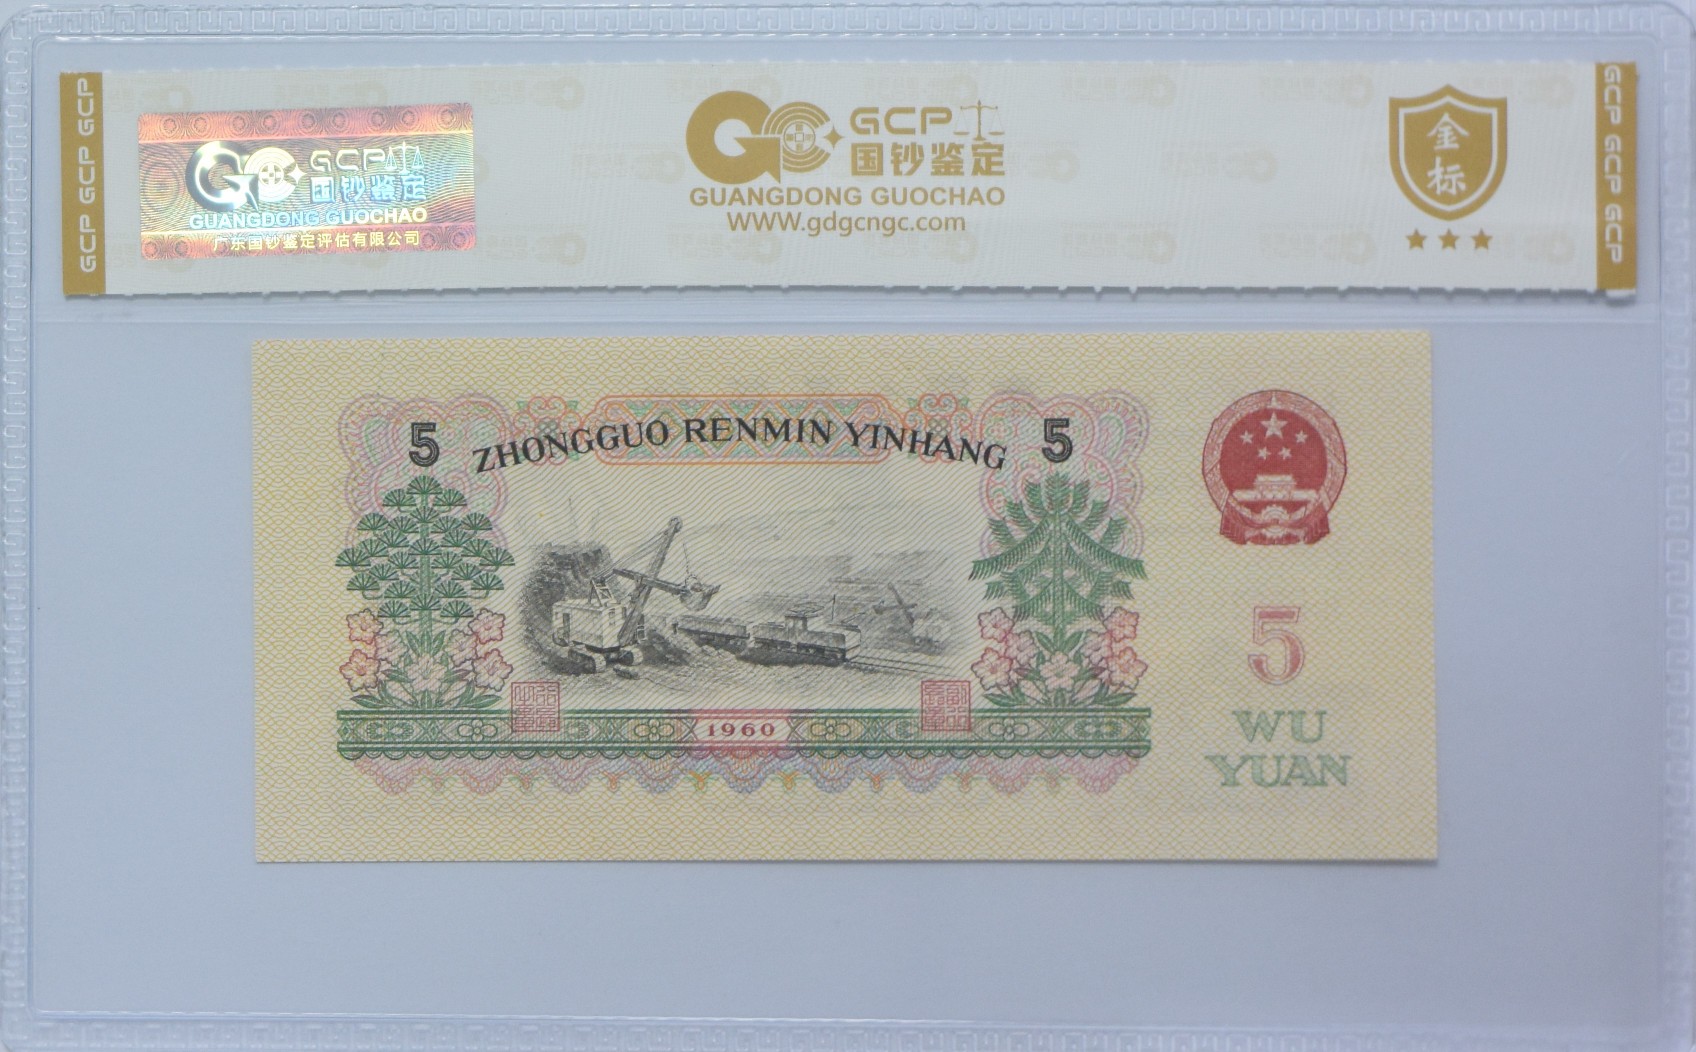 GCP GCP GCP
GCP
国钞鉴定
GUANGDONG GUOCHAO
广东国钞鉴定评估有限公司
GCP
国钞鉴定
GUANGDONG GUOCHAO
WWW.gdgcngc.com
金
标
GCP GCP GCP
5
ZHONGGUO RENMIN YINHANG
5
5
1960
WU
YUAN